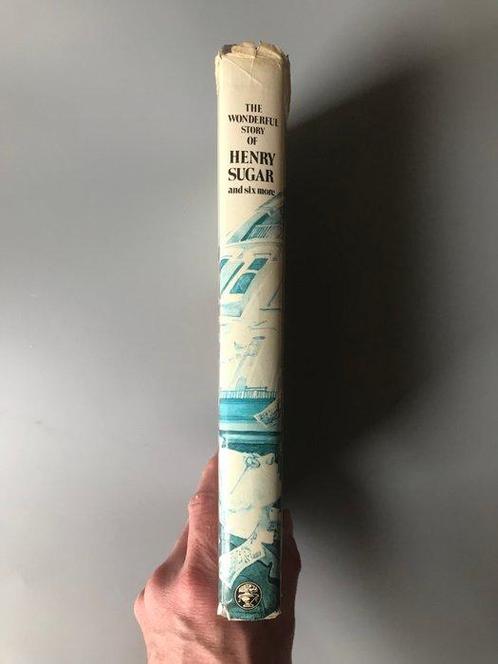 THE
WONDERFUL
STORY
OF
HENRY
SUGAR
and six more